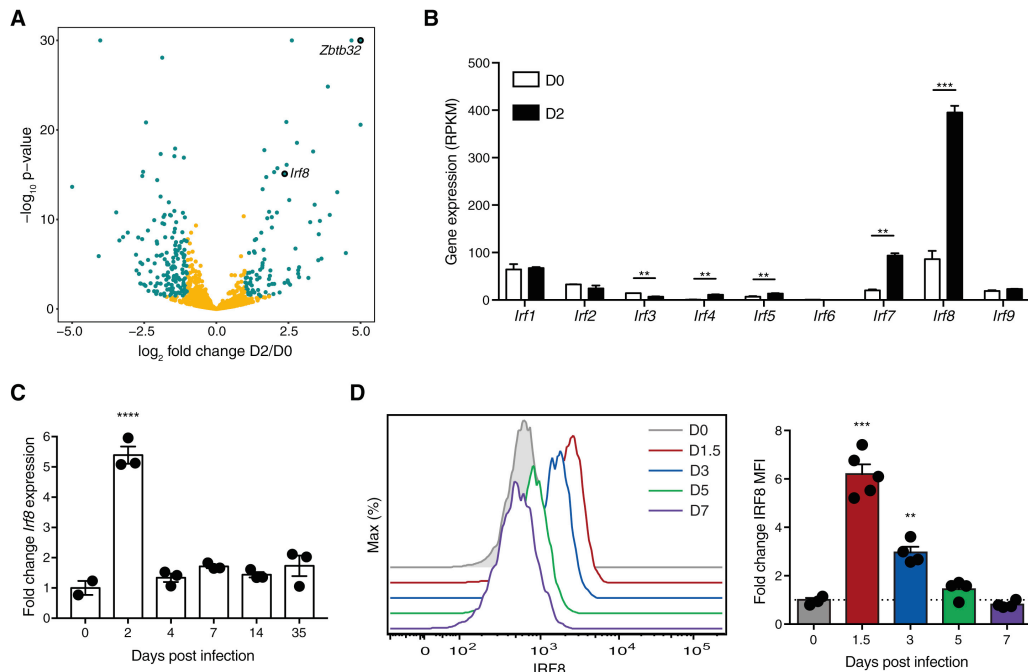 A
30
20
10
0
−log10 p-value
Zbtb32
Irf8
−5.0
−2.5
0.0
2.5
5.0
log2 fold change D2/D0
B
500
400
300
200
100
0
Gene expression (RPKM)
D0
D2
**
**
**
**
***
Irf1 Irf2 Irf3 Irf4 Irf5 Irf6 Irf7 Irf8 Irf9
C
****
6
5
4
3
2
1
0
Fold change Irf8 expression
0 2 4 7 14 35
Days post infection
D
Max (%)
D0
D1.5
D3
D5
D7
0 10^2 10^3 10^4 10^5
IRF8
8
6
4
2
0
Fold change IRF8 MFI
***
**
0 1.5 3 5 7
Days post infection